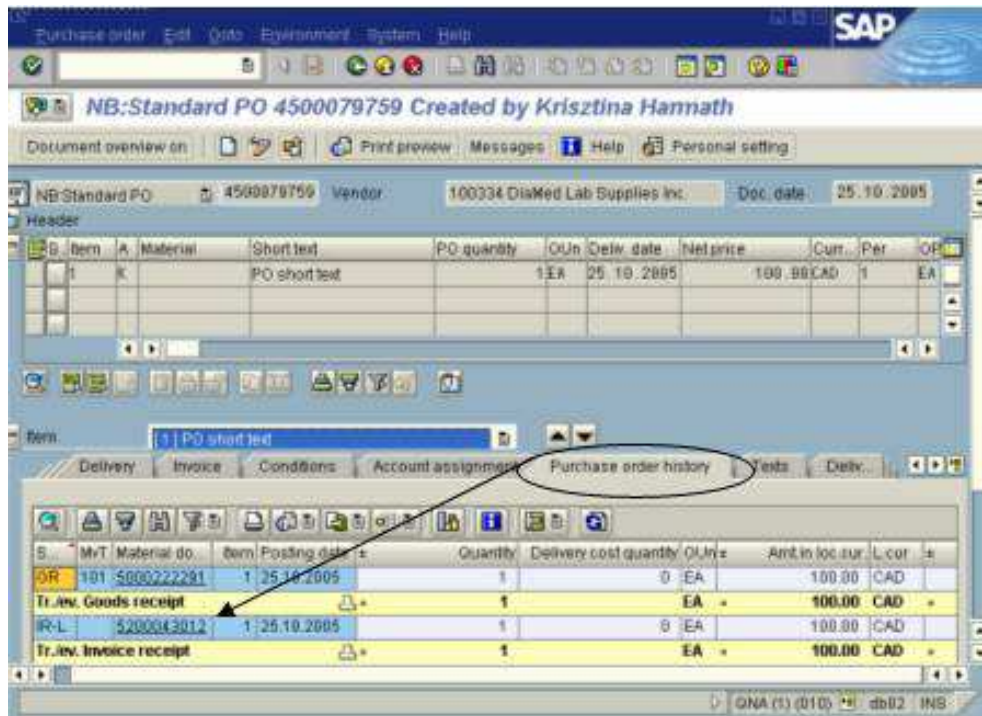 Purchase order Edit Goto Environment System Help
SAP
NB:Standard PO 4500079759 Created by Krisztina Hannath
Document overview on Print preview Messages Help Personal setting
NB:Standard PO 4500079759 Vendor 100334 DiaMed Lab Supplies Inc. Doc. date 25.10.2005
Header
S.. Item A Material Short text PO quantity OUn Deliv. date Net price Curr... Per OP
1 K PO short text 1 EA 25.10.2005 100.00 CAD 1 EA
Item [ 1 ] PO short text
Delivery Invoice Conditions Account assignment Purchase order history Texts Deliv...
S... MvT Material do... Item Posting date Quantity Delivery cost quantity OUn Amt.in loc.cur. L.cur
GR 101 5000222291 1 25.10.2005 1 0 EA 100.00 CAD
Tr./ev. Goods receipt 1 EA 100.00 CAD
IR-L 5200043012 1 25.10.2005 1 0 EA 100.00 CAD
Tr./ev. Invoice receipt 1 EA 100.00 CAD
QNA (1) (010) db02 INS